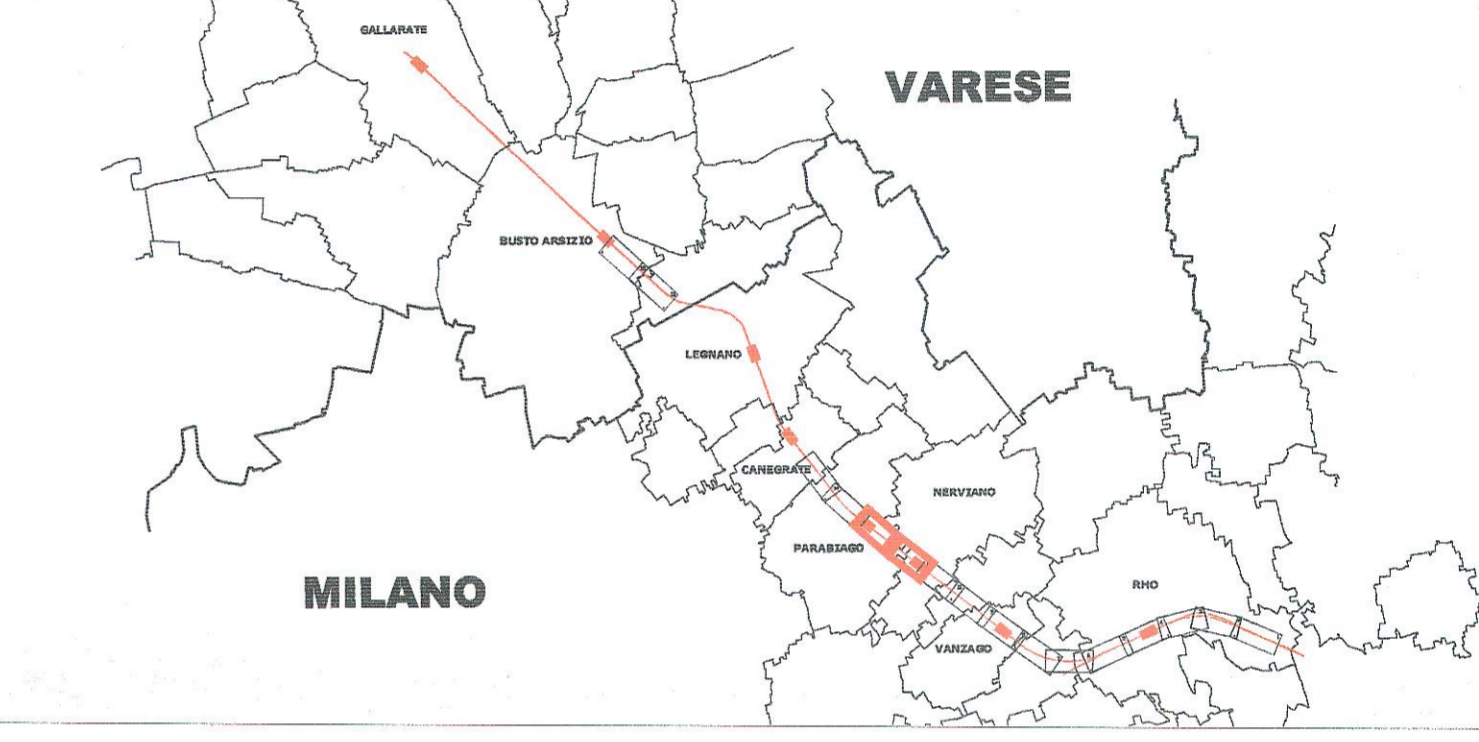 GALLARATE
VARESE
BUSTO ARSIZIO
LEGNANO
CANEGRATE
NERVIANO
PARABIAGO
MILANO
RHO
VANZAGO